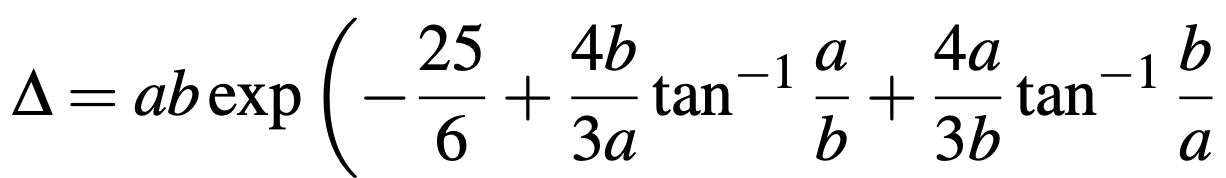 Δ = ab exp ( − 25/6 + 4b/3a tan⁻¹ a/b + 4a/3b tan⁻¹ b/a